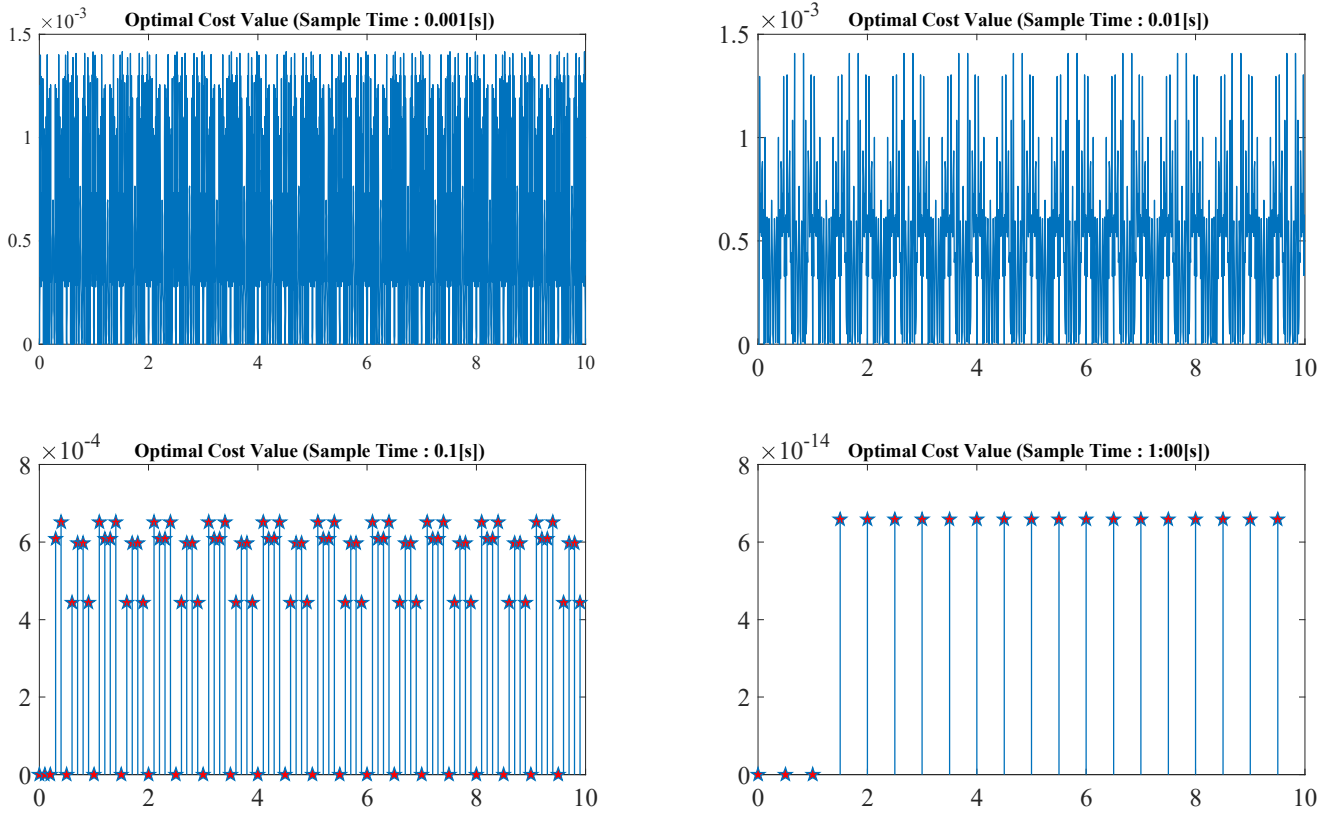 ×10-3
Optimal Cost Value (Sample Time : 0.001[s])
1.5
1
0.5
0
0 2 4 6 8 10
×10-3
Optimal Cost Value (Sample Time : 0.01[s])
1.5
1
0.5
0
0 2 4 6 8 10
×10-4
Optimal Cost Value (Sample Time : 0.1[s])
8
6
4
2
0
0 2 4 6 8 10
×10-14
Optimal Cost Value (Sample Time : 1:00[s])
8
6
4
2
0
0 2 4 6 8 10